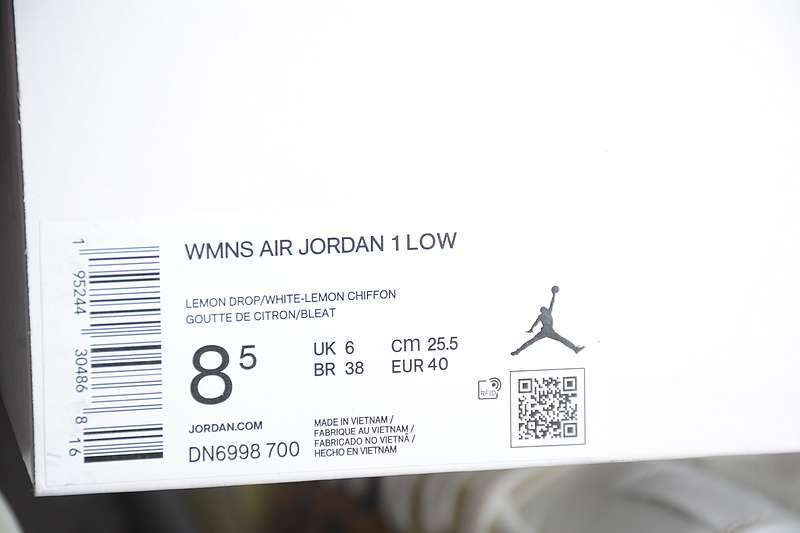 WMNS AIR JORDAN 1 LOW
LEMON DROP/WHITE-LEMON CHIFFON
GOUTTE DE CITRON/BLEAT
8 5
UK 6
cm 25.5
BR 38
EUR 40
JORDAN.COM
DN6998 700
MADE IN VIETNAM /
FABRIQUE AU VIETNAM /
FABRICADO NO VIETNÃ /
HECHO EN VIETNAM
RFID
1 95244 30486 8 16